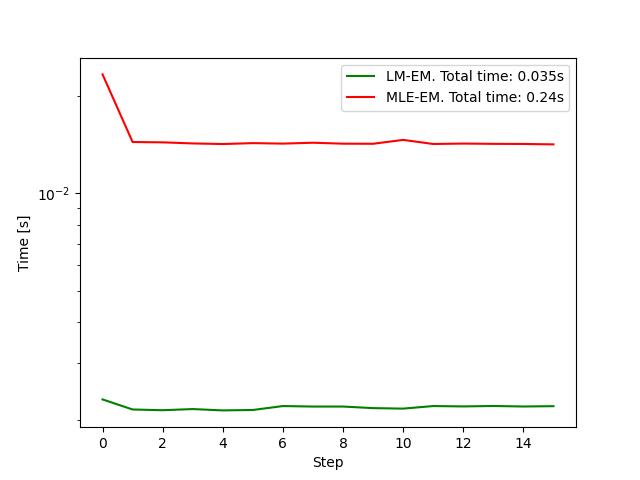 LM-EM. Total time: 0.035s
MLE-EM. Total time: 0.24s
10⁻²
Time [s]
0 2 4 6 8 10 12 14
Step